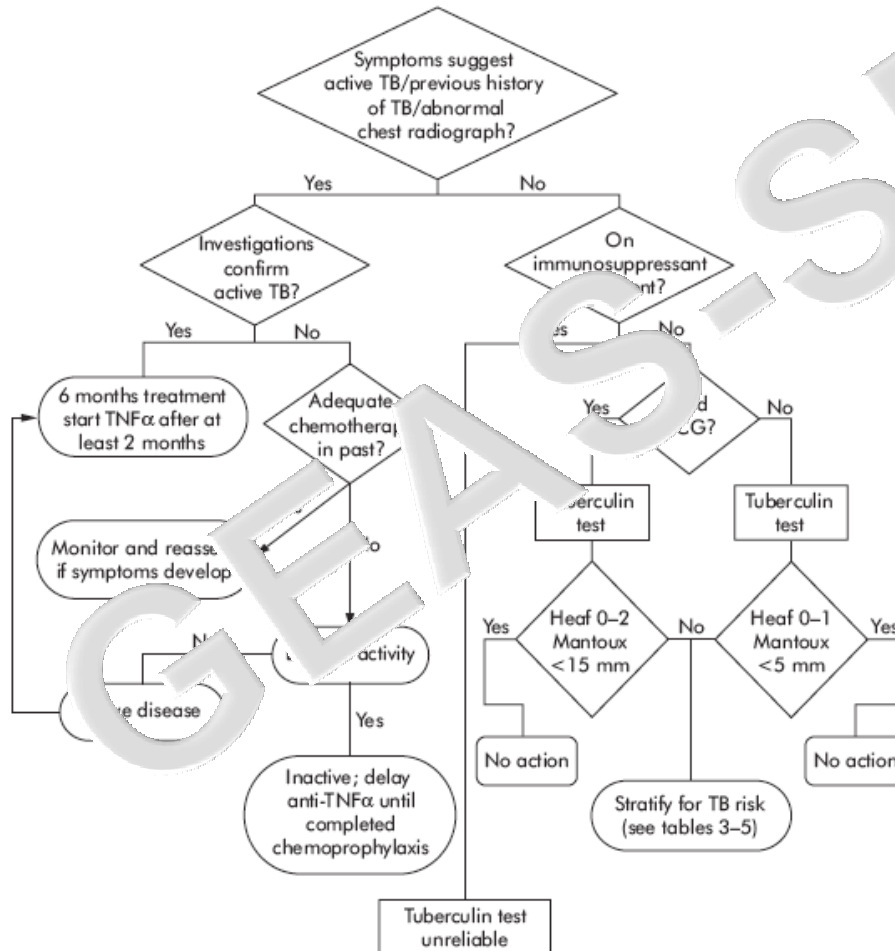 Symptoms suggest
active TB/previous history
of TB/abnormal
chest radiograph?
Yes
No
Investigations
confirm
active TB?
On
immunosuppressant
Yes
No
No
6 months treatment
start TNFα after at
least 2 months
Adequate
in past?
Yes
No
Tuberculin
test
test
Monitor and
if symptoms develop
Heaf 0–2
Mantoux
<15 mm
Heaf 0–1
Mantoux
<5 mm
Yes
No
Yes
activity
disease
Yes
No action
No action
Inactive; delay
anti-TNFα until
completed
chemoprophylaxis
Stratify for TB risk
(see tables 3–5)
Tuberculin test
unreliable
GEAS-S